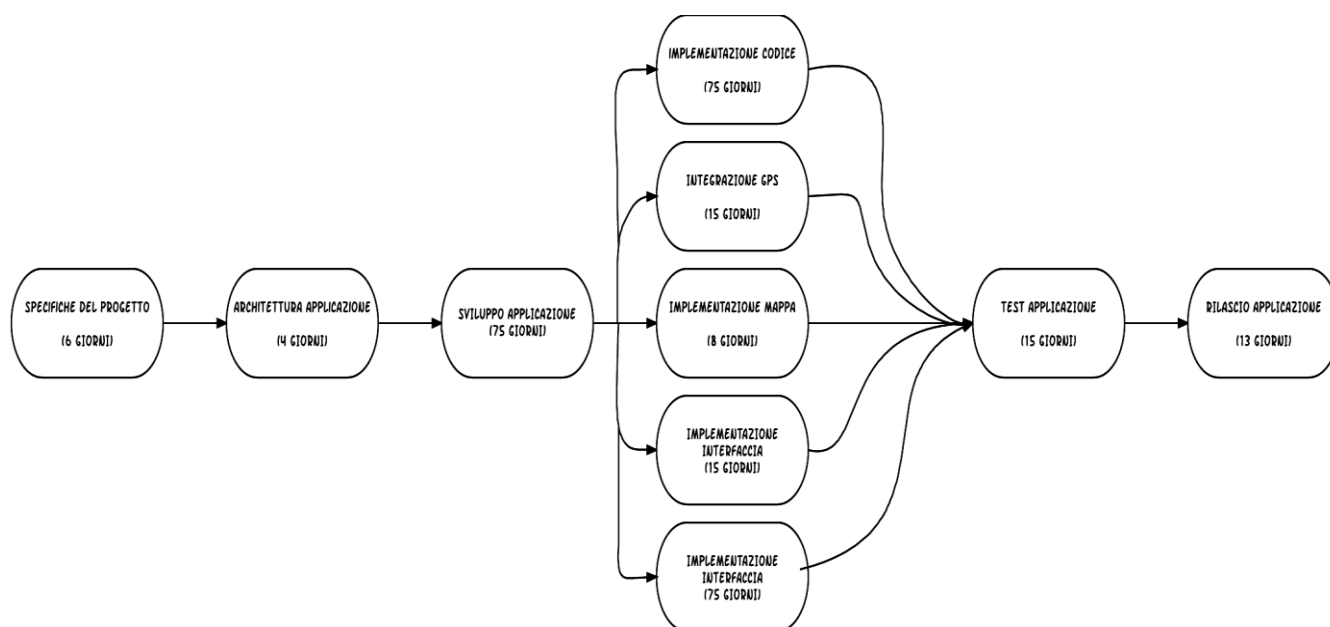 SPECIFICHE DEL PROGETTO
(6 GIORNI)
ARCHITETTURA APPLICAZIONE
(4 GIORNI)
SVILUPPO APPLICAZIONE
(75 GIORNI)
IMPLEMENTAZIONE CODICE
(75 GIORNI)
INTEGRAZIONE GPS
(15 GIORNI)
IMPLEMENTAZIONE MAPPA
(8 GIORNI)
IMPLEMENTAZIONE
INTERFACCIA
(15 GIORNI)
IMPLEMENTAZIONE
INTERFACCIA
(75 GIORNI)
TEST APPLICAZIONE
(15 GIORNI)
RILASCIO APPLICAZIONE
(13 GIORNI)